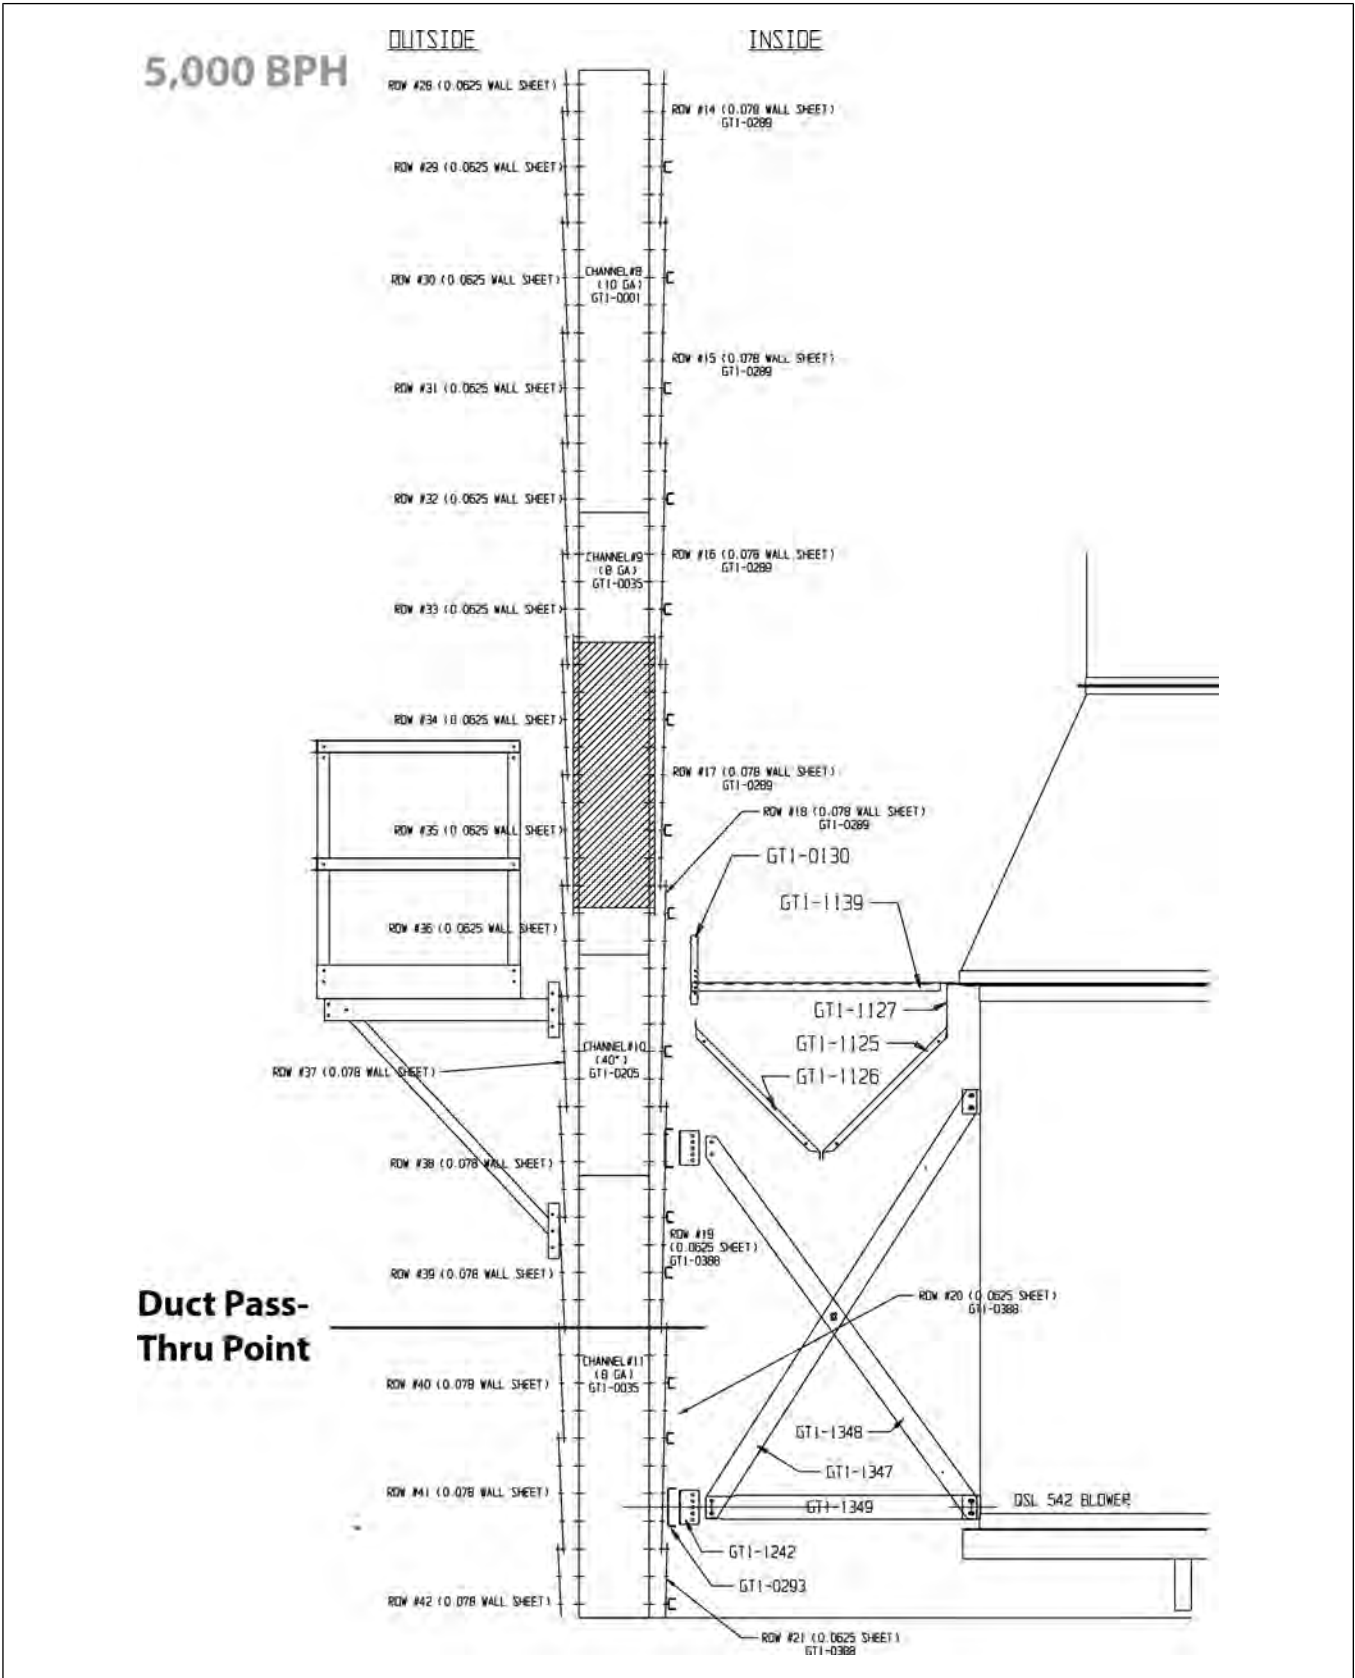 OUTSIDE
INSIDE
5,000 BPH
ROW #28 (0.0625 WALL SHEET)
ROW #14 (0.078 WALL SHEET)
GT1-0289
ROW #29 (0.0625 WALL SHEET)
ROW #30 (0.0625 WALL SHEET)
CHANNEL#8
(10 GA)
GT1-0001
ROW #15 (0.078 WALL SHEET)
GT1-0289
ROW #31 (0.0625 WALL SHEET)
ROW #32 (0.0625 WALL SHEET)
CHANNEL#9
(8 GA)
GT1-0035
ROW #16 (0.078 WALL SHEET)
GT1-0289
ROW #33 (0.0625 WALL SHEET)
ROW #34 (0.0625 WALL SHEET)
ROW #17 (0.078 WALL SHEET)
GT1-0289
ROW #18 (0.078 WALL SHEET)
GT1-0289
ROW #35 (0.0625 WALL SHEET)
GT1-0130
GT1-1139
ROW #36 (0.0625 WALL SHEET)
GT1-1127
GT1-1125
GT1-1126
CHANNEL#10
(40")
GT1-0205
ROW #37 (0.078 WALL SHEET)
ROW #38 (0.078 WALL SHEET)
ROW #19
(0.0625 SHEET)
GT1-0388
ROW #39 (0.078 WALL SHEET)
ROW #20 (0.0625 SHEET)
GT1-0388
Duct Pass-
Thru Point
CHANNEL#11
(8 GA)
GT1-0035
ROW #40 (0.078 WALL SHEET)
GT1-1348
GT1-1347
ROW #41 (0.078 WALL SHEET)
GT1-1349
QSL 542 BLOWER
GT1-1242
GT1-0293
ROW #42 (0.078 WALL SHEET)
ROW #21 (0.0625 SHEET)
GT1-0388